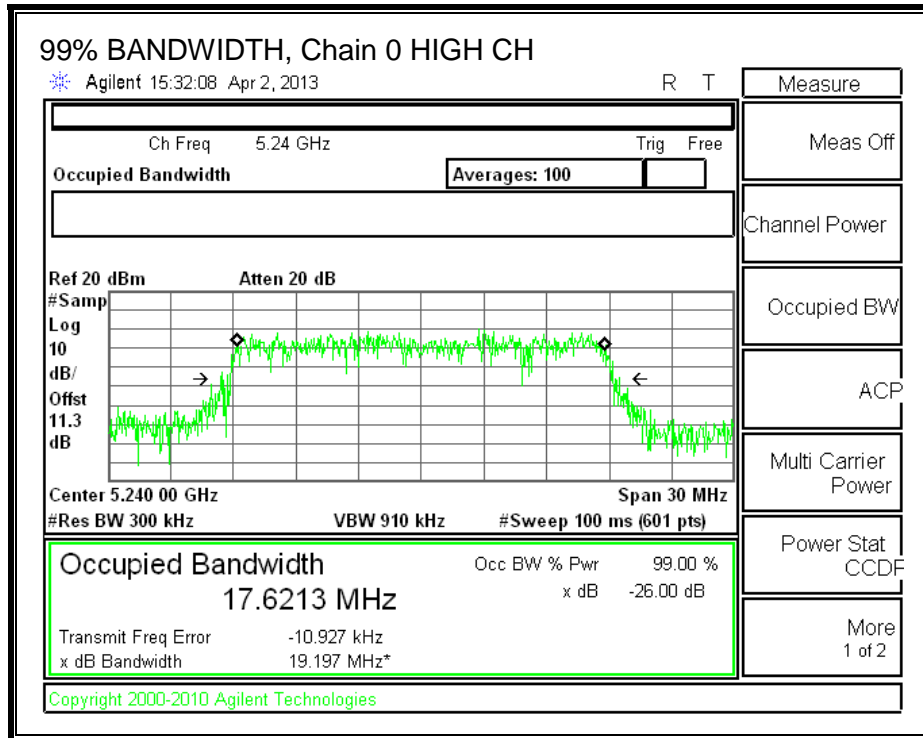 99% BANDWIDTH, Chain 0 HIGH CH
Agilent 15:32:08 Apr 2, 2013 R T
Ch Freq 5.24 GHz Trig Free
Occupied Bandwidth Averages: 100
Ref 20 dBm Atten 20 dB
#Samp
Log
10
dB/
Offst
11.3
dB
Center 5.240 00 GHz Span 30 MHz
#Res BW 300 kHz VBW 910 kHz #Sweep 100 ms (601 pts)
Occupied Bandwidth Occ BW % Pwr 99.00 %
17.6213 MHz x dB -26.00 dB
Transmit Freq Error -10.927 kHz
x dB Bandwidth 19.197 MHz*
Copyright 2000-2010 Agilent Technologies
Measure
Meas Off
Channel Power
Occupied BW
ACP
Multi Carrier
Power
Power Stat
CCDF
More
1 of 2